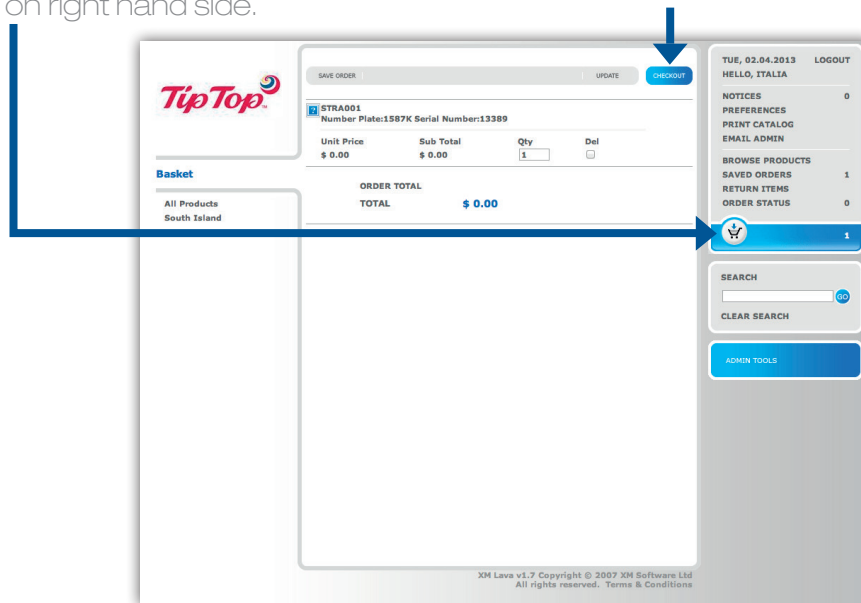 on right hand side.
TUE, 02.04.2013 LOGOUT
HELLO, ITALIA
SAVE ORDER UPDATE CHECKOUT
Tip Top
? STRA001
Number Plate:1587K Serial Number:13389
Unit Price Sub Total Qty Del
$ 0.00 $ 0.00 1
Basket
All Products
South Island
ORDER TOTAL
TOTAL $ 0.00
NOTICES 0
PREFERENCES
PRINT CATALOG
EMAIL ADMIN
BROWSE PRODUCTS
SAVED ORDERS 1
RETURN ITEMS
ORDER STATUS 0
1
SEARCH
GO
CLEAR SEARCH
ADMIN TOOLS
XM Lava v1.7 Copyright © 2007 XM Software Ltd
All rights reserved. Terms & Conditions